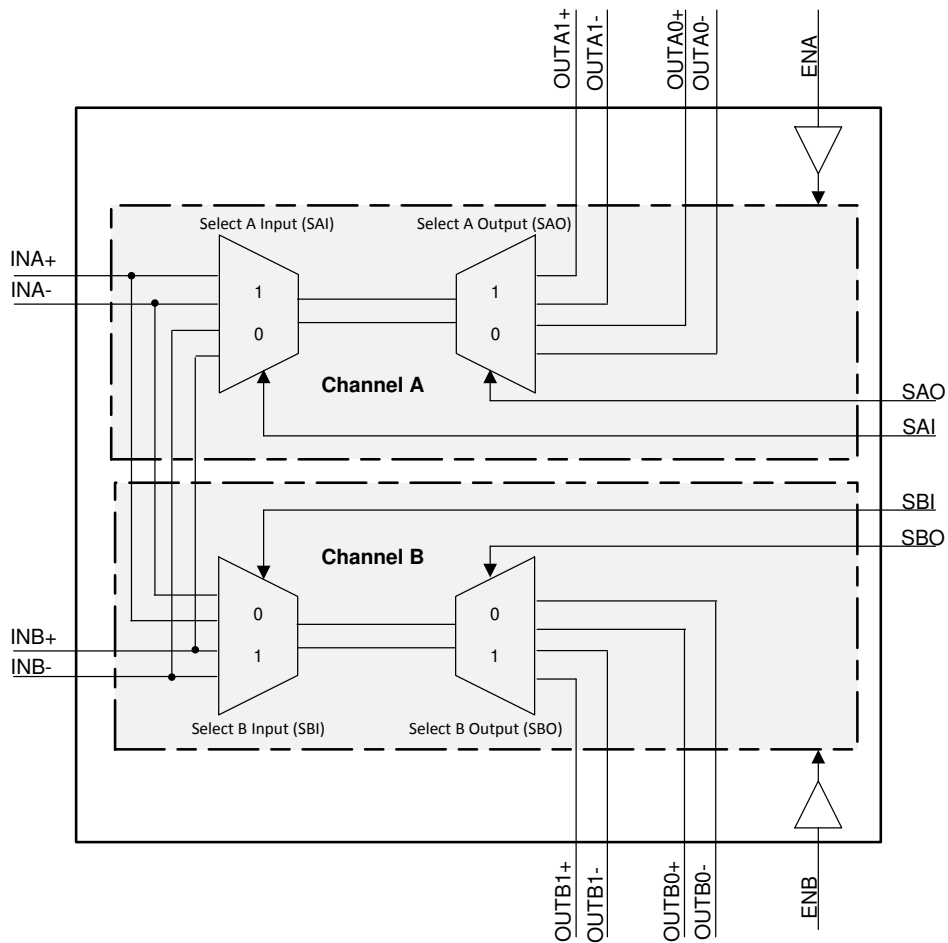 OUTA1+
OUTA1-
OUTA0+
OUTA0-
ENA
Select A Input (SAI)
Select A Output (SAO)
INA+
INA-
1
0
1
0
Channel A
SAO
SAI
SBI
SBO
Channel B
0
1
0
1
INB+
INB-
Select B Input (SBI)
Select B Output (SBO)
OUTB1+
OUTB1-
OUTB0+
OUTB0-
ENB